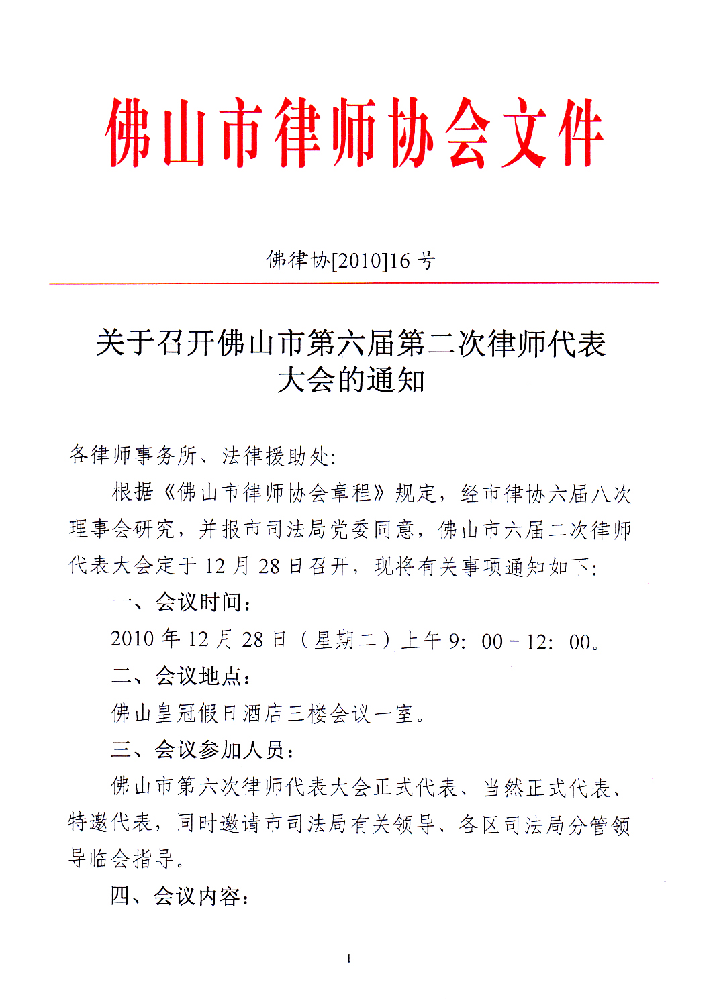 佛山市律师协会文件
佛律协[2010]16 号
关于召开佛山市第六届第二次律师代表
大会的通知
各律师事务所、法律援助处:
根据《佛山市律师协会章程》规定，经市律协六届八次
理事会研究，并报市司法局党委同意，佛山市六届二次律师
代表大会定于 12 月 28 日召开，现将有关事项通知如下:
一、会议时间:
2010 年 12 月 28 日（星期二）上午 9：00－12：00。
二、会议地点:
佛山皇冠假日酒店三楼会议一室。
三、会议参加人员:
佛山市第六次律师代表大会正式代表、当然正式代表、
特邀代表，同时邀请市司法局有关领导、各区司法局分管领
导临会指导。
四、会议内容:
1